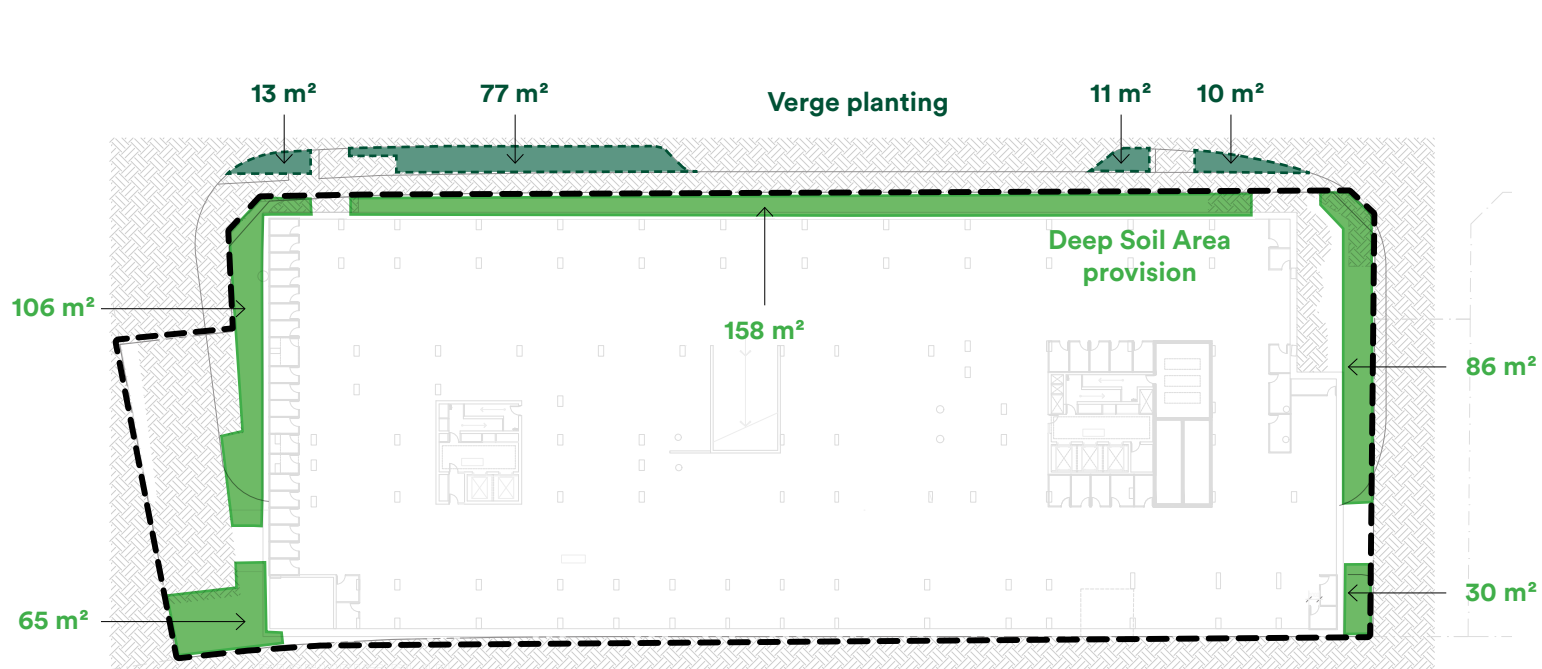 13 m²
77 m²
Verge planting
11 m²
10 m²
Deep Soil Area
provision
106 m²
158 m²
86 m²
65 m²
30 m²